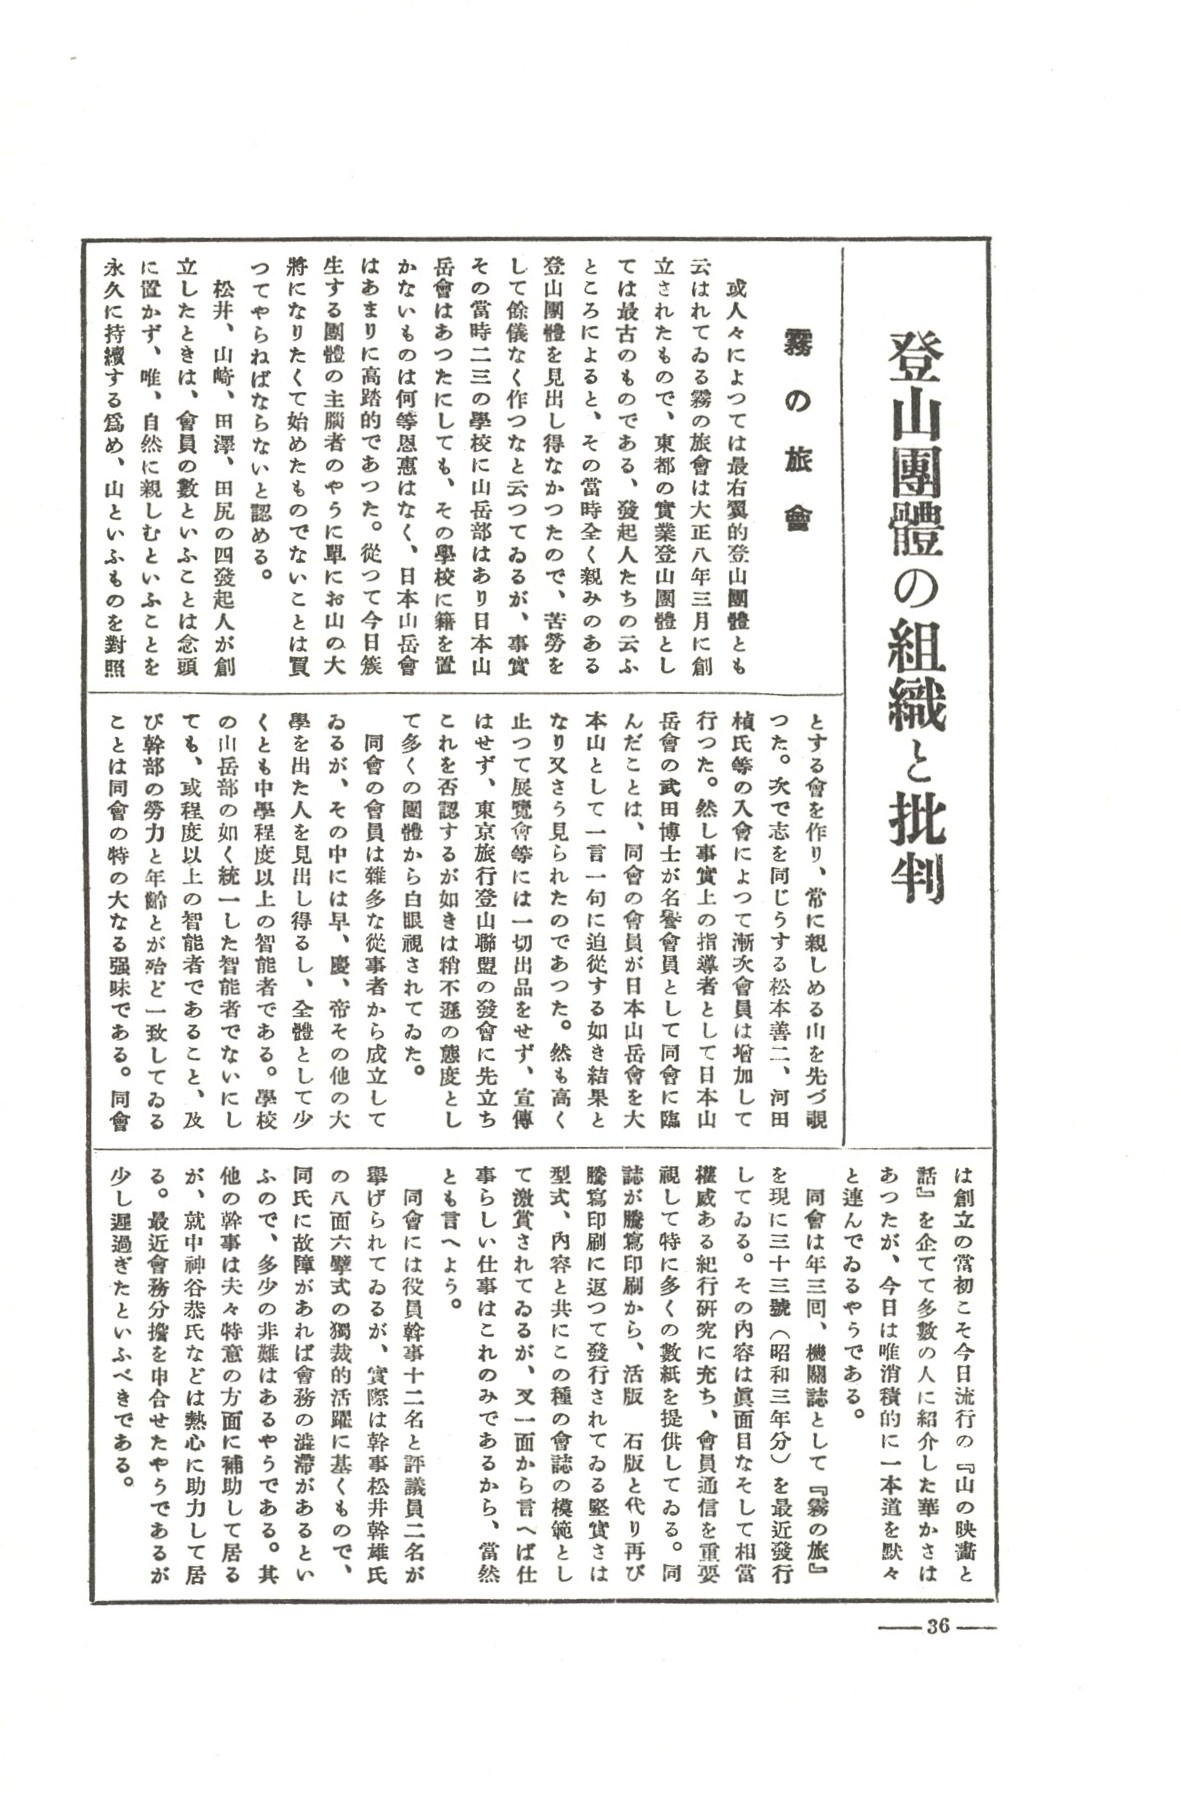 登山團體の組織と批判
霧の旅會
或人々によつては最右翼的登山團體とも
云はれてゐる霧の旅會は大正八年三月に創
立されたもので、東都の實業登山團體とし
ては最古のものである、發起人たちの云ふ
ところによると、その當時全く親みのある
登山團體を見出し得なかつたので、苦勞を
して餘儀なく作つなと云つてゐるが、事實
その當時二三の學校に山岳部はあり日本山
岳會はあつたにしても、その學校に籍を置
かないものは何等恩惠はなく、日本山岳會
はあまりに高踏的であつた。從つて今日簇
生する團體の主腦者のやうに單にお山の大
將になりたくて始めたものでないことは買
つてやらねばならないと認める。
松井、山崎、田澤、田尻の四發起人が創
立したときは、會員の數といふことは念頭
に置かず、唯、自然に親しむといふことを
永久に持續する爲め、山といふものを對照
とする會を作り、常に親しめる山を先づ覗
つた。次で志を同じうする松本善二、河田
楨氏等の入會によつて漸次會員は增加して
行つた。然し事實上の指導者として日本山
岳會の武田博士が名譽會員として同會に臨
んだことは、同會の會員が日本山岳會を大
本山として一言一句に迫從する如き結果と
なり又さう見られたのであつた。然も高く
止つて展覽會等には一切出品をせず、宣傳
はせず、東京旅行登山聯盟の發會に先立ち
これを否認するが如きは稍不遜の態度とし
て多くの團體から白眼視されてゐた。
同會の會員は雜多な從事者から成立して
ゐるが、その中には早、慶、帝その他の大
學を出た人を見出し得るし、全體として少
くとも中學程度以上の智能者である。學校
の山岳部の如く統一した智能者でないにし
ても、或程度以上の智能者であること、及
び幹部の勞力と年齡とが殆ど一致してゐる
ことは同會の特の大なる强味である。同會
は創立の當初こそ今日流行の『山の映畵と
話』を企てて多數の人に紹介した華かさは
あつたが、今日は唯消積的に一本道を默々
と連んでゐるやうである。
同會は年三回、機關誌として『霧の旅』
を現に三十三號（昭和三年分）を最近發行
してゐる。その內容は眞面目なそして相當
權威ある紀行硏究に充ち、會員通信を重要
視して特に多くの數紙を提供してゐる。同
誌が騰寫印刷から、活版　石版と代り再び
騰寫印刷に返つて發行されてゐる堅實さは
型式、內容と共にこの種の會誌の模範とし
て激賞されてゐるが、又一面から言へば仕
事らしい仕事はこれのみであるから、當然
とも言へよう。
同會には役員幹事十二名と評議員二名が
擧げられてゐるが、實際は幹事松井幹雄氏
の八面六臂式の獨裁的活躍に基くもので、
同氏に故障があれば會務の澁滯があるとい
ふので、多少の非難はあるやうである。其
他の幹事は夫々特意の方面に補助して居る
が、就中神谷恭氏などは熱心に助力して居
る。最近會務分擔を申合せたやうであるが
少し遲過ぎたといふべきである。
— 36 —